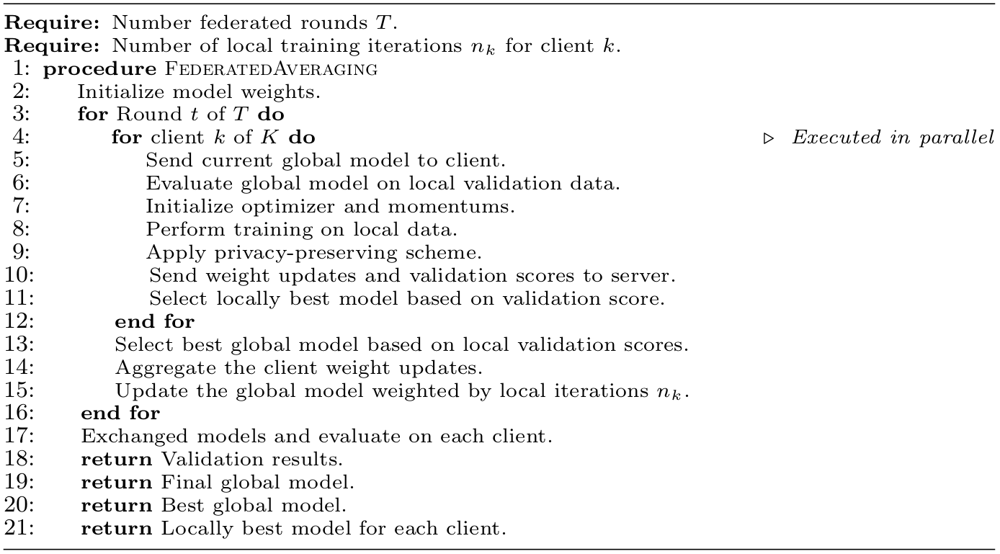 Require: Number federated rounds T.
Require: Number of local training iterations n_k for client k.
1: procedure FEDERATEDAVERAGING
2: Initialize model weights.
3: for Round t of T do
4: for client k of K do ▷ Executed in parallel
5: Send current global model to client.
6: Evaluate global model on local validation data.
7: Initialize optimizer and momentums.
8: Perform training on local data.
9: Apply privacy-preserving scheme.
10: Send weight updates and validation scores to server.
11: Select locally best model based on validation score.
12: end for
13: Select best global model based on local validation scores.
14: Aggregate the client weight updates.
15: Update the global model weighted by local iterations n_k.
16: end for
17: Exchanged models and evaluate on each client.
18: return Validation results.
19: return Final global model.
20: return Best global model.
21: return Locally best model for each client.